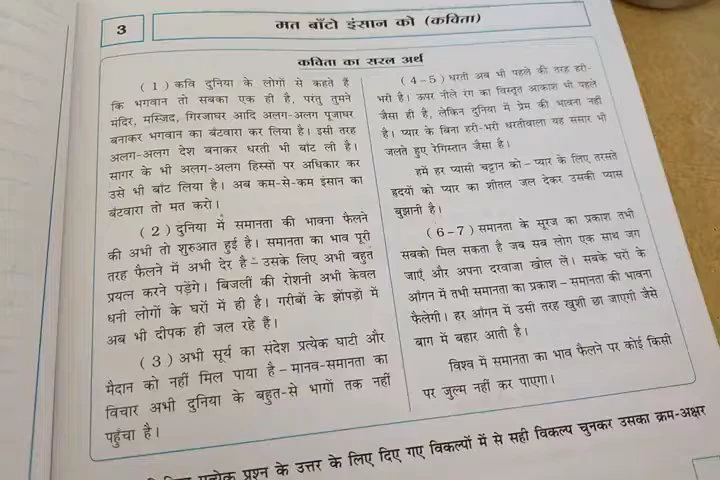 3
मत बाँटो इंसान को (कविता)
कविता का सरल अर्थ
(1) कवि दुनिया के लोगों से कहते हैं
कि भगवान तो सबका एक ही है, परंतु तुमने
मंदिर, मस्जिद, गिरजाघर आदि अलग-अलग पूजाघर
बनाकर भगवान का बँटवारा कर लिया है। इसी तरह
अलग-अलग देश बनाकर धरती भी बाँट ली है।
सागर के भी अलग-अलग हिस्सों पर अधिकार कर
उसे भी बाँट लिया है। अब कम-से-कम इंसान का
बँटवारा तो मत करो।
(2) दुनिया में समानता की भावना फैलने
की अभी तो शुरुआत हुई है। समानता का भाव पूरी
तरह फैलने में अभी देर है – उसके लिए अभी बहुत
प्रयत्न करने पड़ेंगे। बिजली की रोशनी अभी केवल
धनी लोगों के घरों में ही है। गरीबों के झोंपड़ों में
अब भी दीपक ही जल रहे हैं।
(3) अभी सूर्य का संदेश प्रत्येक घाटी और
मैदान को नहीं मिल पाया है – मानव-समानता का
विचार अभी दुनिया के बहुत-से भागों तक नहीं
पहुँचा है।
(4-5) धरती अब भी पहले की तरह हरी-
भरी है। ऊपर नीले रंग का विस्तृत आकाश भी पहले
जैसा ही है, लेकिन दुनिया में प्रेम की भावना नहीं
है। प्यार के बिना हरी-भरी धरतीवाला यह संसार भी
जलते हुए रेगिस्तान जैसा है।
हमें हर प्यासी चट्टान को – प्यार के लिए तरसते
हृदयों को प्यार का शीतल जल देकर उसकी प्यास
बुझानी है।
(6-7) समानता के सूरज का प्रकाश तभी
सबको मिल सकता है जब सब लोग एक साथ जग
जाएँ और अपना दरवाजा खोल लें। सबके घरों के
आँगन में तभी समानता का प्रकाश – समानता की भावना
फैलेगी। हर आँगन में उसी तरह खुशी छा जाएगी जैसे
बाग में बहार आती है।
विश्व में समानता का भाव फैलने पर कोई किसी
पर जुल्म नहीं कर पाएगा।
प्रत्येक प्रश्न के उत्तर के लिए दिए गए विकल्पों में से सही विकल्प चुनकर उसका क्रम-अक्षर